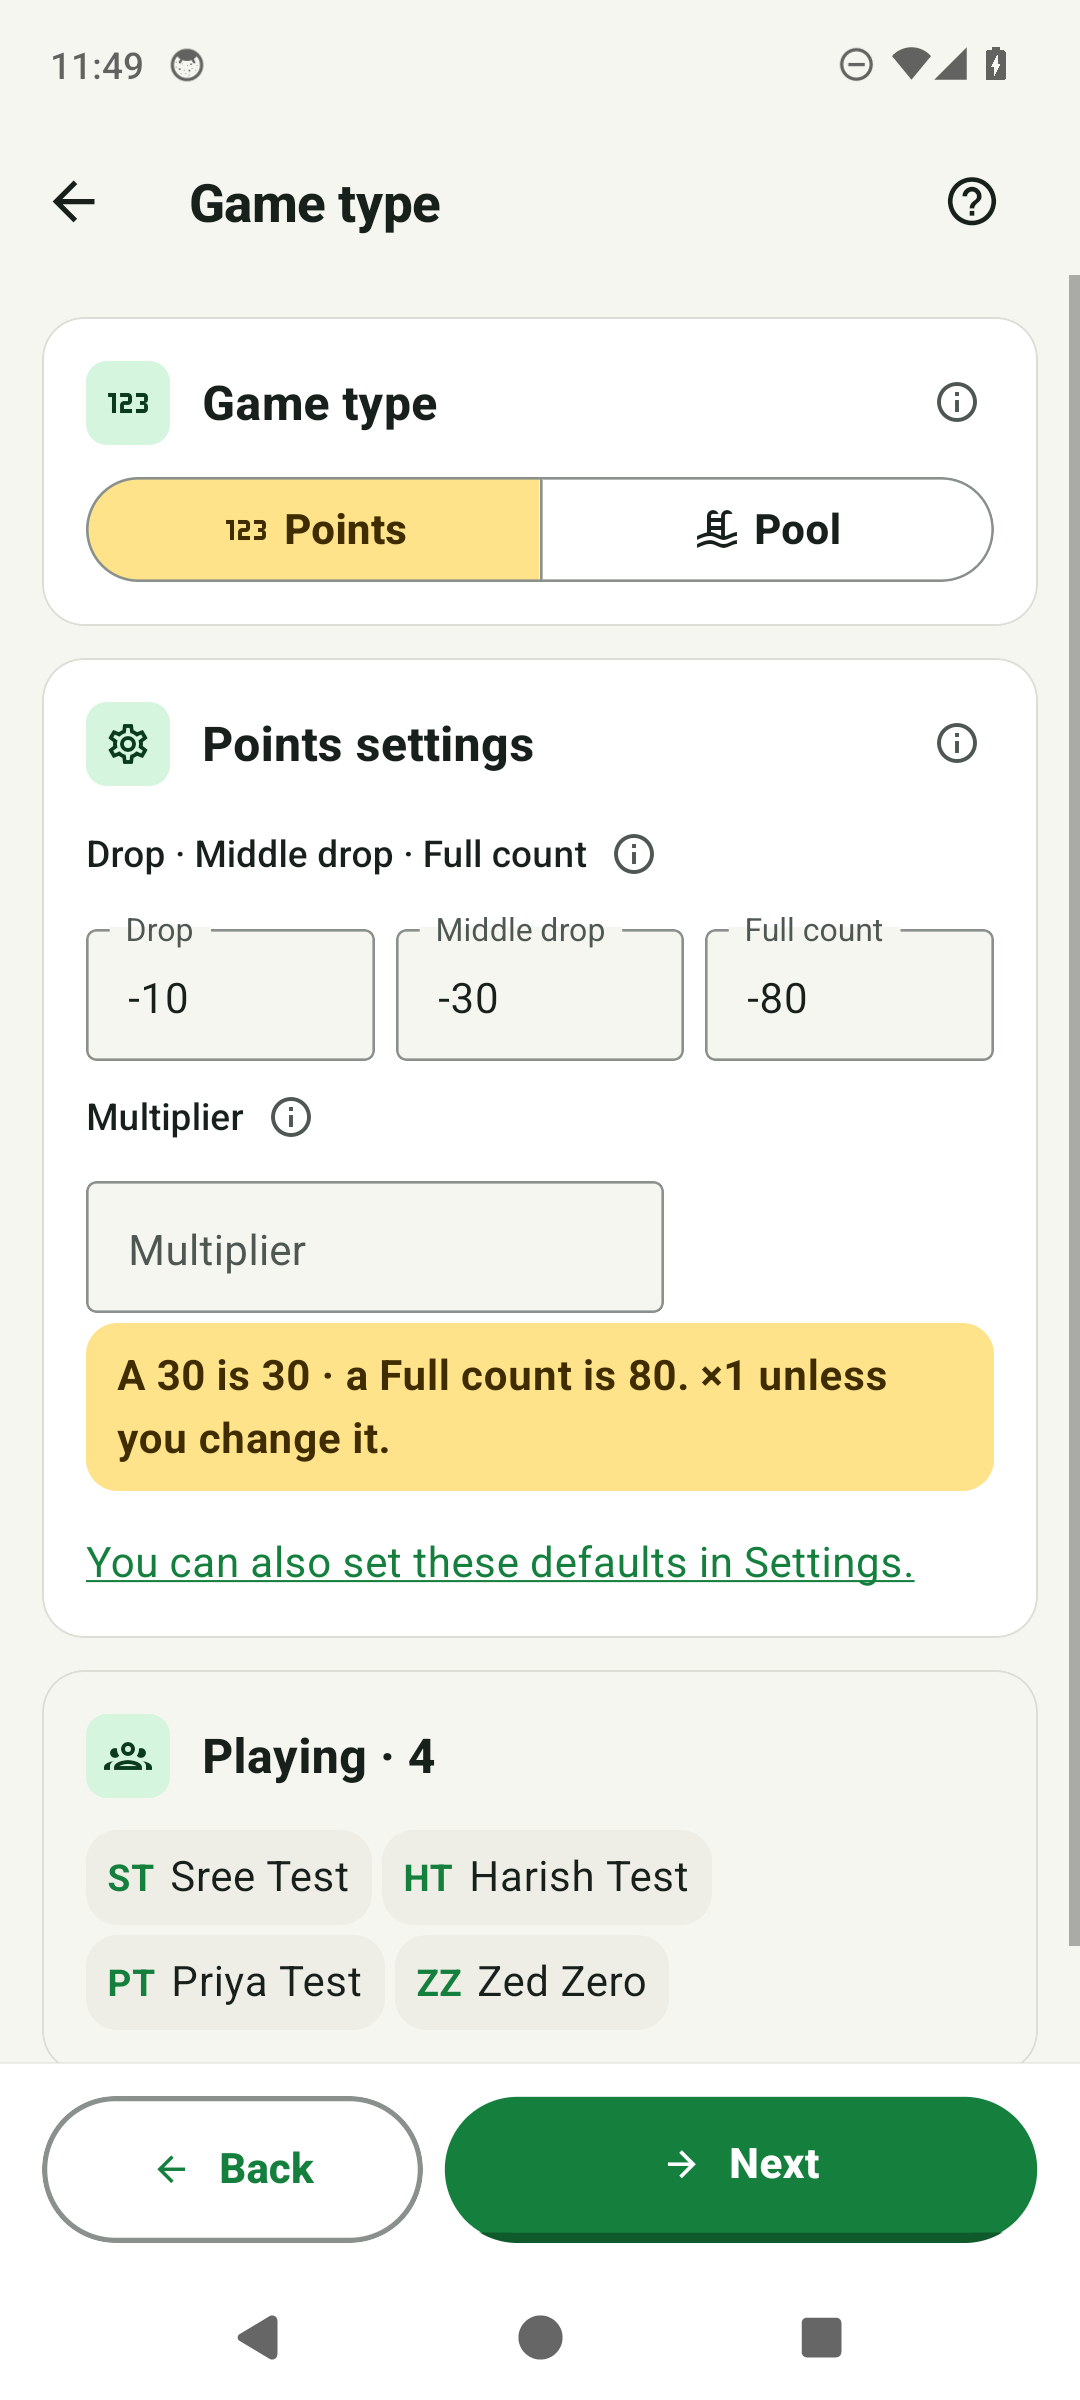 11:49
Game type
123 Game type
123 Points
Pool
Points settings
Drop · Middle drop · Full count
Drop Middle drop Full count
-10 -30 -80
Multiplier
Multiplier
A 30 is 30 · a Full count is 80. ×1 unless
you change it.
You can also set these defaults in Settings.
Playing · 4
ST Sree Test HT Harish Test
PT Priya Test ZZ Zed Zero
Back Next